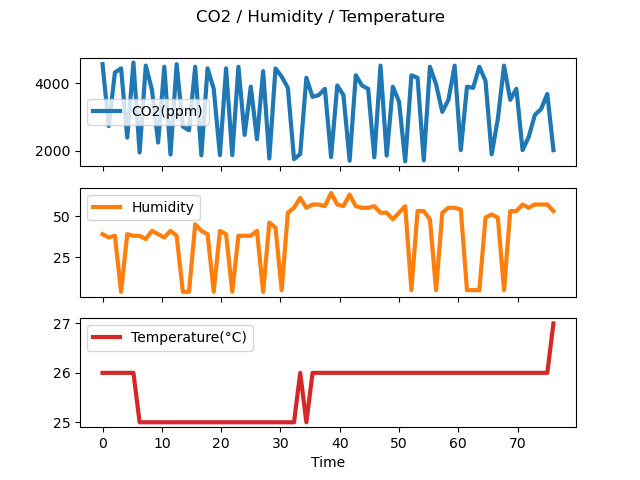 CO2 / Humidity / Temperature
4000
2000
CO2(ppm)
50
25
Humidity
27
26
25
Temperature(°C)
0 10 20 30 40 50 60 70
Time